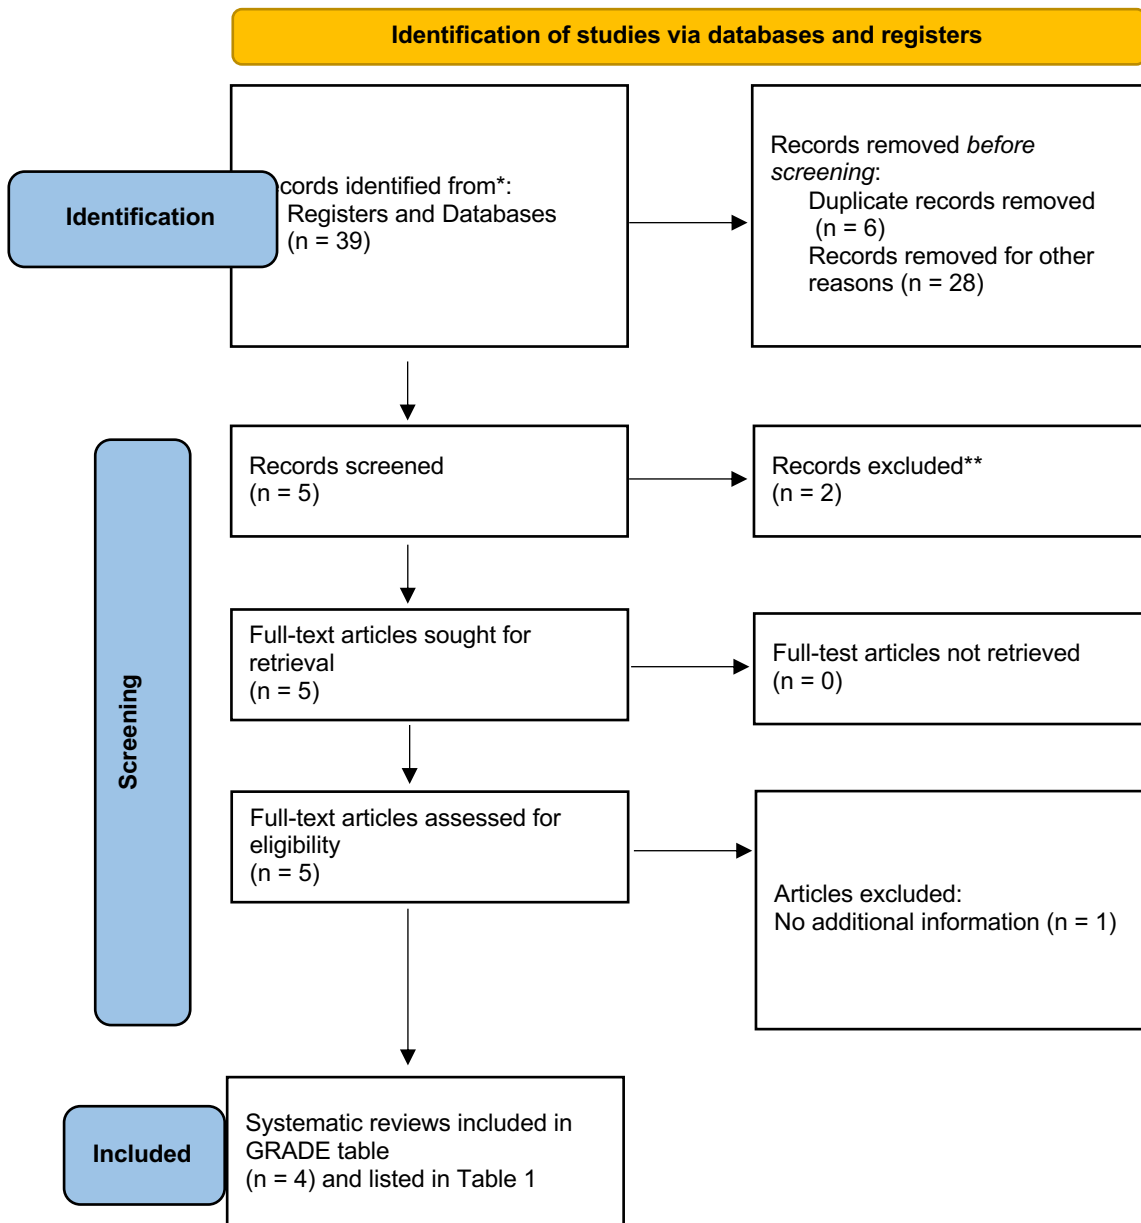 Identification of studies via databases and registers
Identification
cords identified from*:
Registers and Databases
(n = 39)
Records removed before
screening:
Duplicate records removed
(n = 6)
Records removed for other
reasons (n = 28)
Screening
Records screened
(n = 5)
Records excluded**
(n = 2)
Full-text articles sought for
retrieval
(n = 5)
Full-test articles not retrieved
(n = 0)
Full-text articles assessed for
eligibility
(n = 5)
Articles excluded:
No additional information (n = 1)
Included
Systematic reviews included in
GRADE table
(n = 4) and listed in Table 1